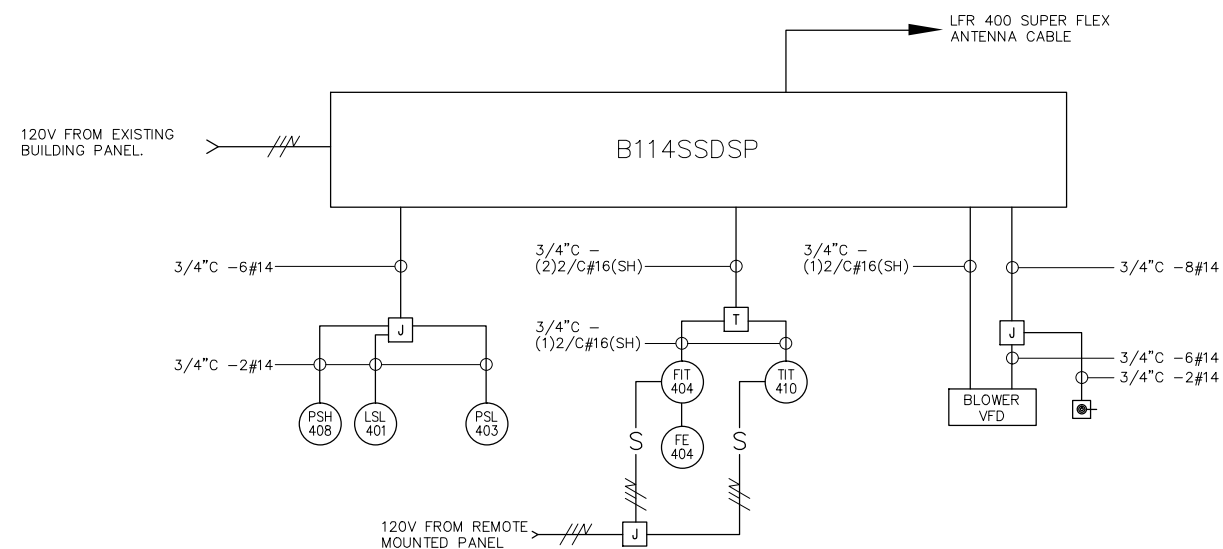 LFR 400 SUPER FLEX
ANTENNA CABLE
120V FROM EXISTING
BUILDING PANEL.
B114SSDSP
3/4"C -6#14
3/4"C -
(2)2/C#16(SH)
3/4"C -
(1)2/C#16(SH)
3/4"C -8#14
J
T
J
3/4"C -
(1)2/C#16(SH)
3/4"C -2#14
3/4"C -6#14
3/4"C -2#14
PSH
408
LSL
401
PSL
403
FIT
404
TIT
410
BLOWER
VFD
FE
404
S
S
120V FROM REMOTE
MOUNTED PANEL
J